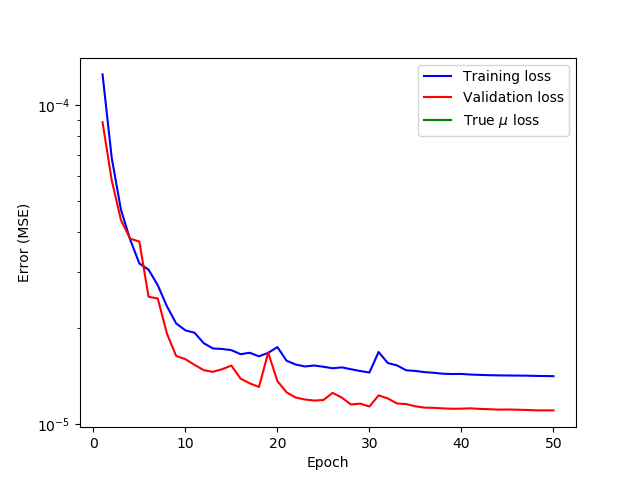 Training loss
Validation loss
True μ loss
10⁻⁴
10⁻⁵
Error (MSE)
0 10 20 30 40 50
Epoch